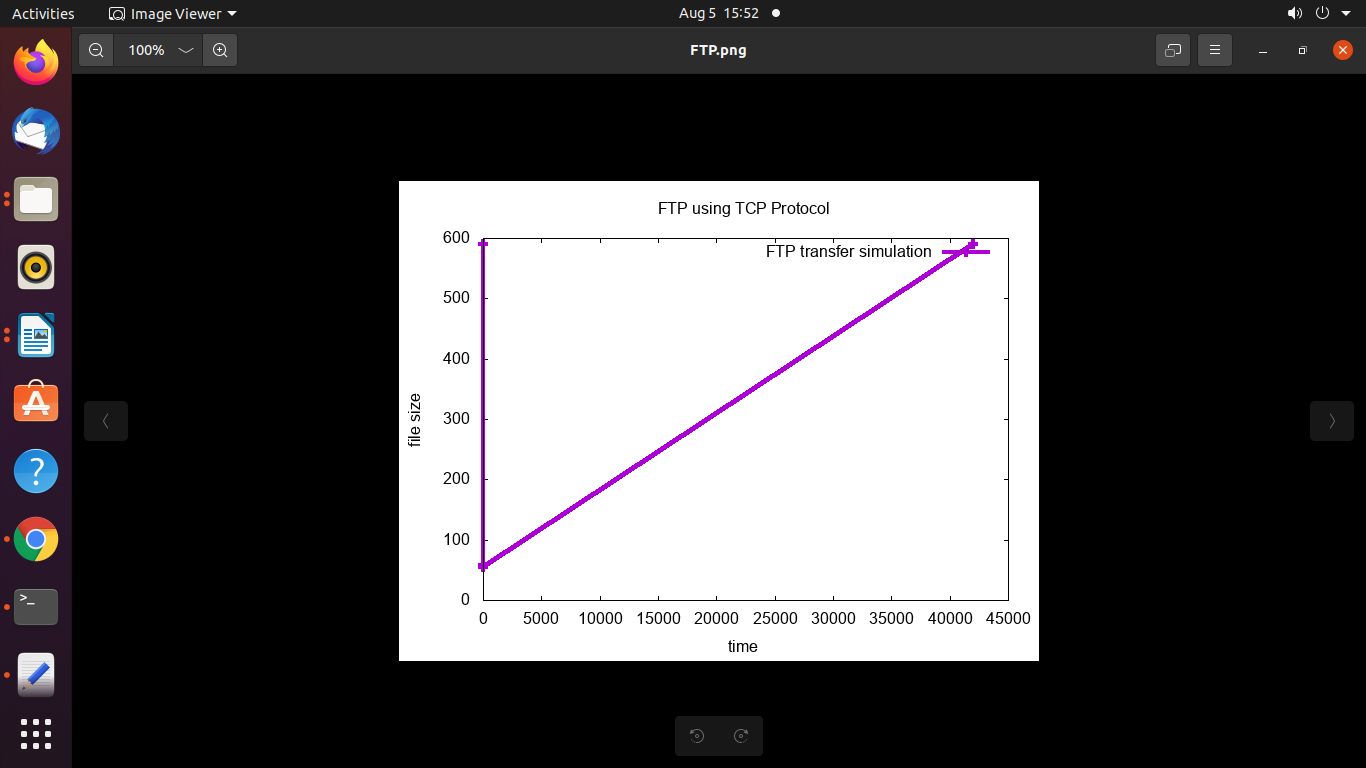 Activities Image Viewer Aug 5 15:52
100% FTP.png
FTP using TCP Protocol
600
FTP transfer simulation
500
400
300
200
100
0
file size
0 5000 10000 15000 20000 25000 30000 35000 40000 45000
time